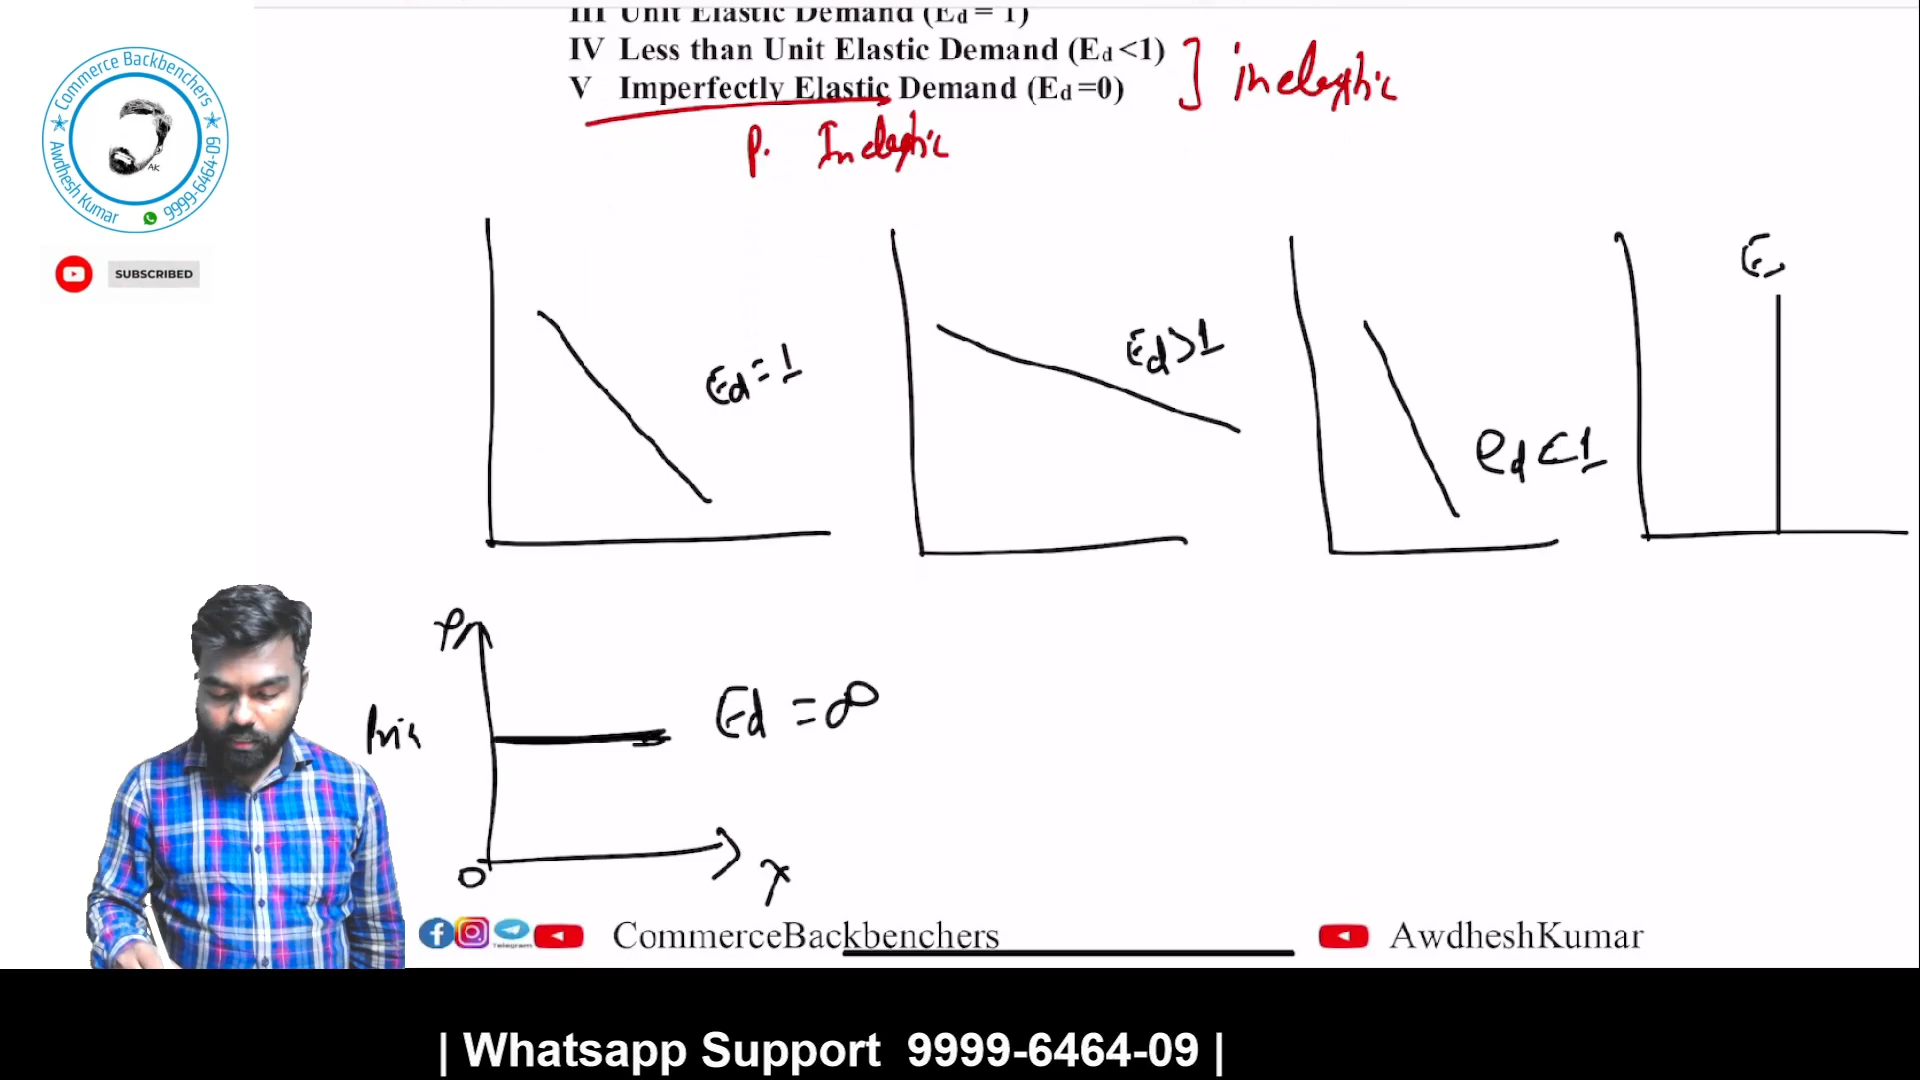 III Unit Elastic Demand (Ed = 1)
IV Less than Unit Elastic Demand (Ed <1)
V Imperfectly Elastic Demand (Ed =0)
] inelastic
P. Inelastic
Commerce Backbenchers
Awdhesh Kumar
9999-6464-09
AK
SUBSCRIBED
Ed = 1
Ed > 1
ed < 1
E
P
Ed = ∞
O
x
Telegram
CommerceBackbenchers
AwdheshKumar
| Whatsapp Support 9999-6464-09 |